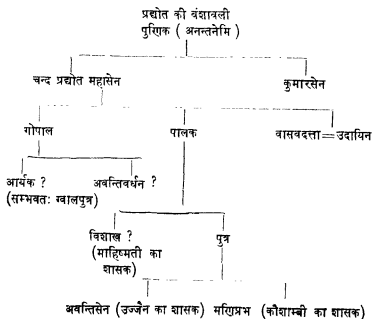 प्रद्योत की वंशावली
पुणिक ( अनन्तनेमि )
चन्द प्रद्योत महासेन कुमारसेन
गोपाल पालक वासवदत्ता=उदायिन
आर्यक ? अवन्तिवर्धन ?
(सम्भवतः ग्वालपुत्र)
विशाख ? पुत्र
(माहिष्मती का
शासक)
अवन्तिसेन (उज्जैन का शासक) मणिप्रभ (कौशाम्बी का शासक)